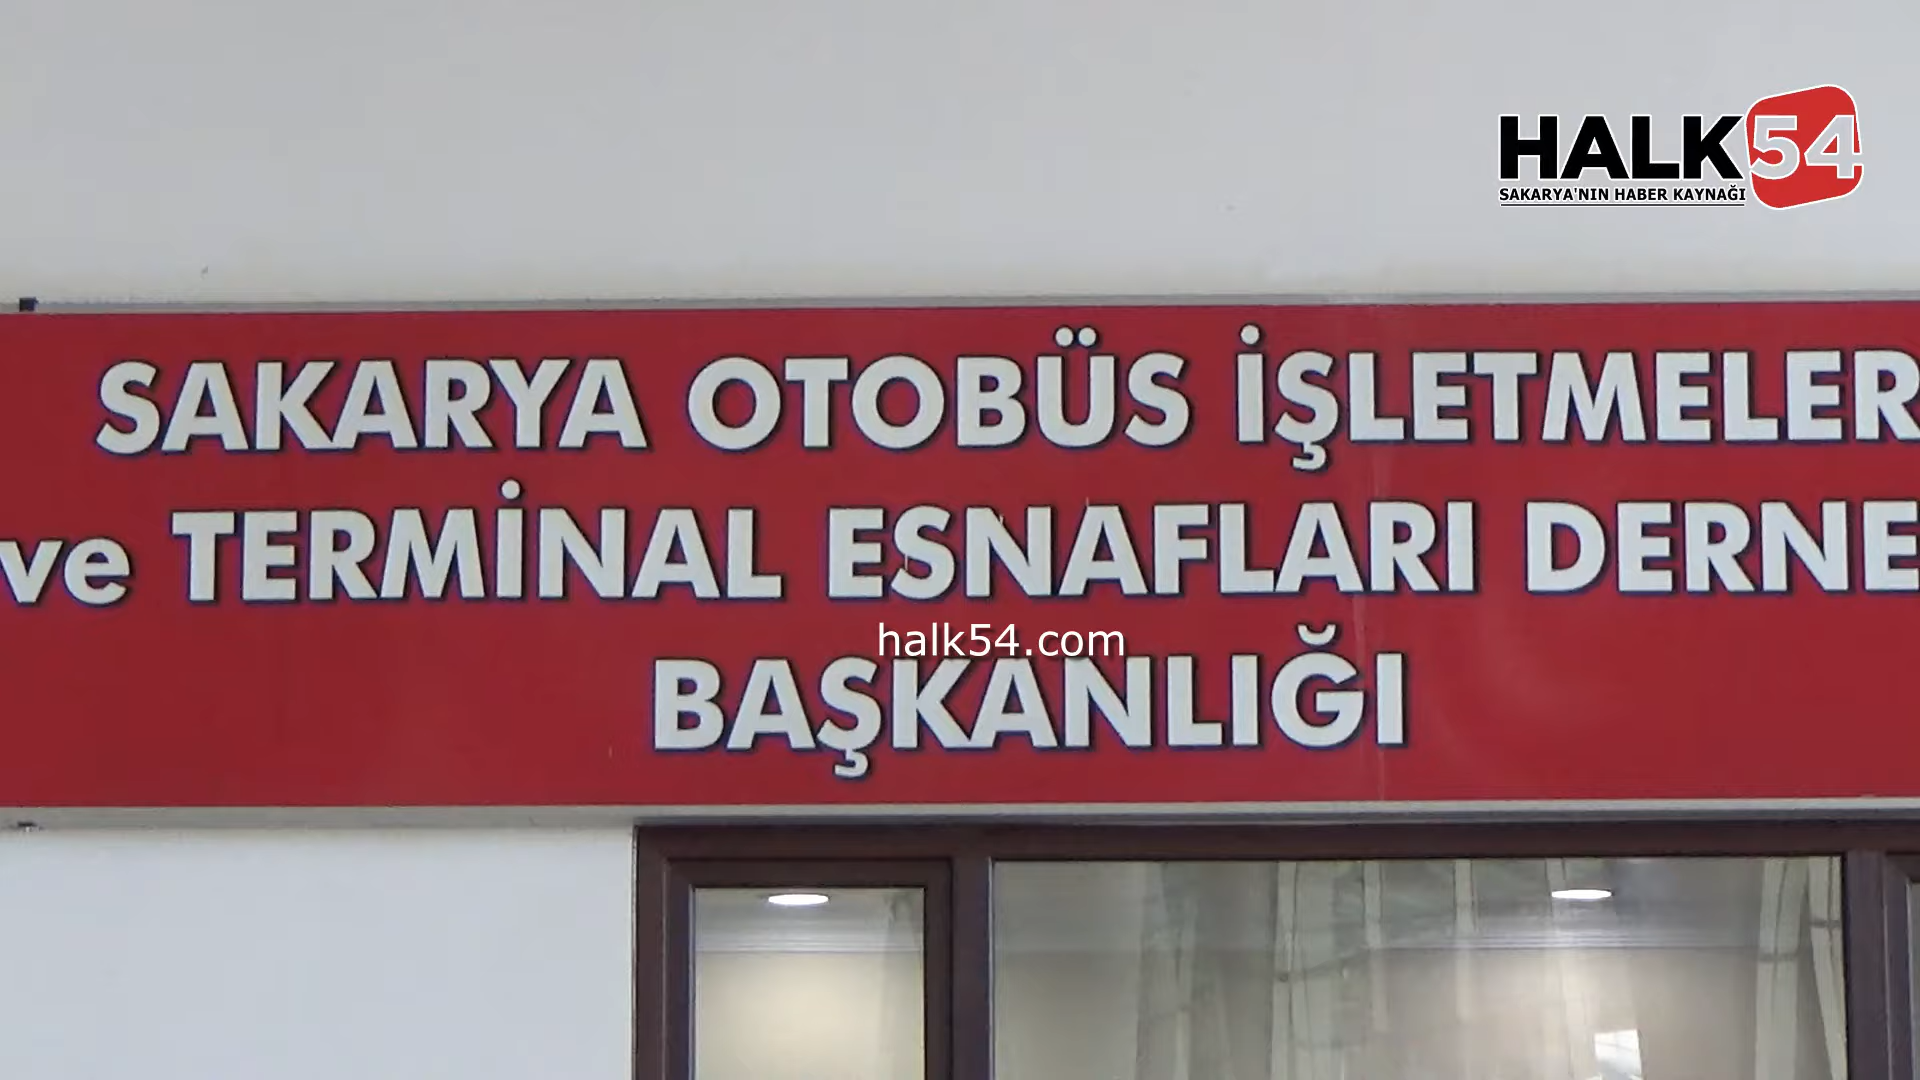 HALK54
SAKARYA'NIN HABER KAYNAĞI
SAKARYA OTOBÜS İŞLETMELER
ve TERMİNAL ESNAFLARI DERNE
halk54.com
BAŞKANLIĞI